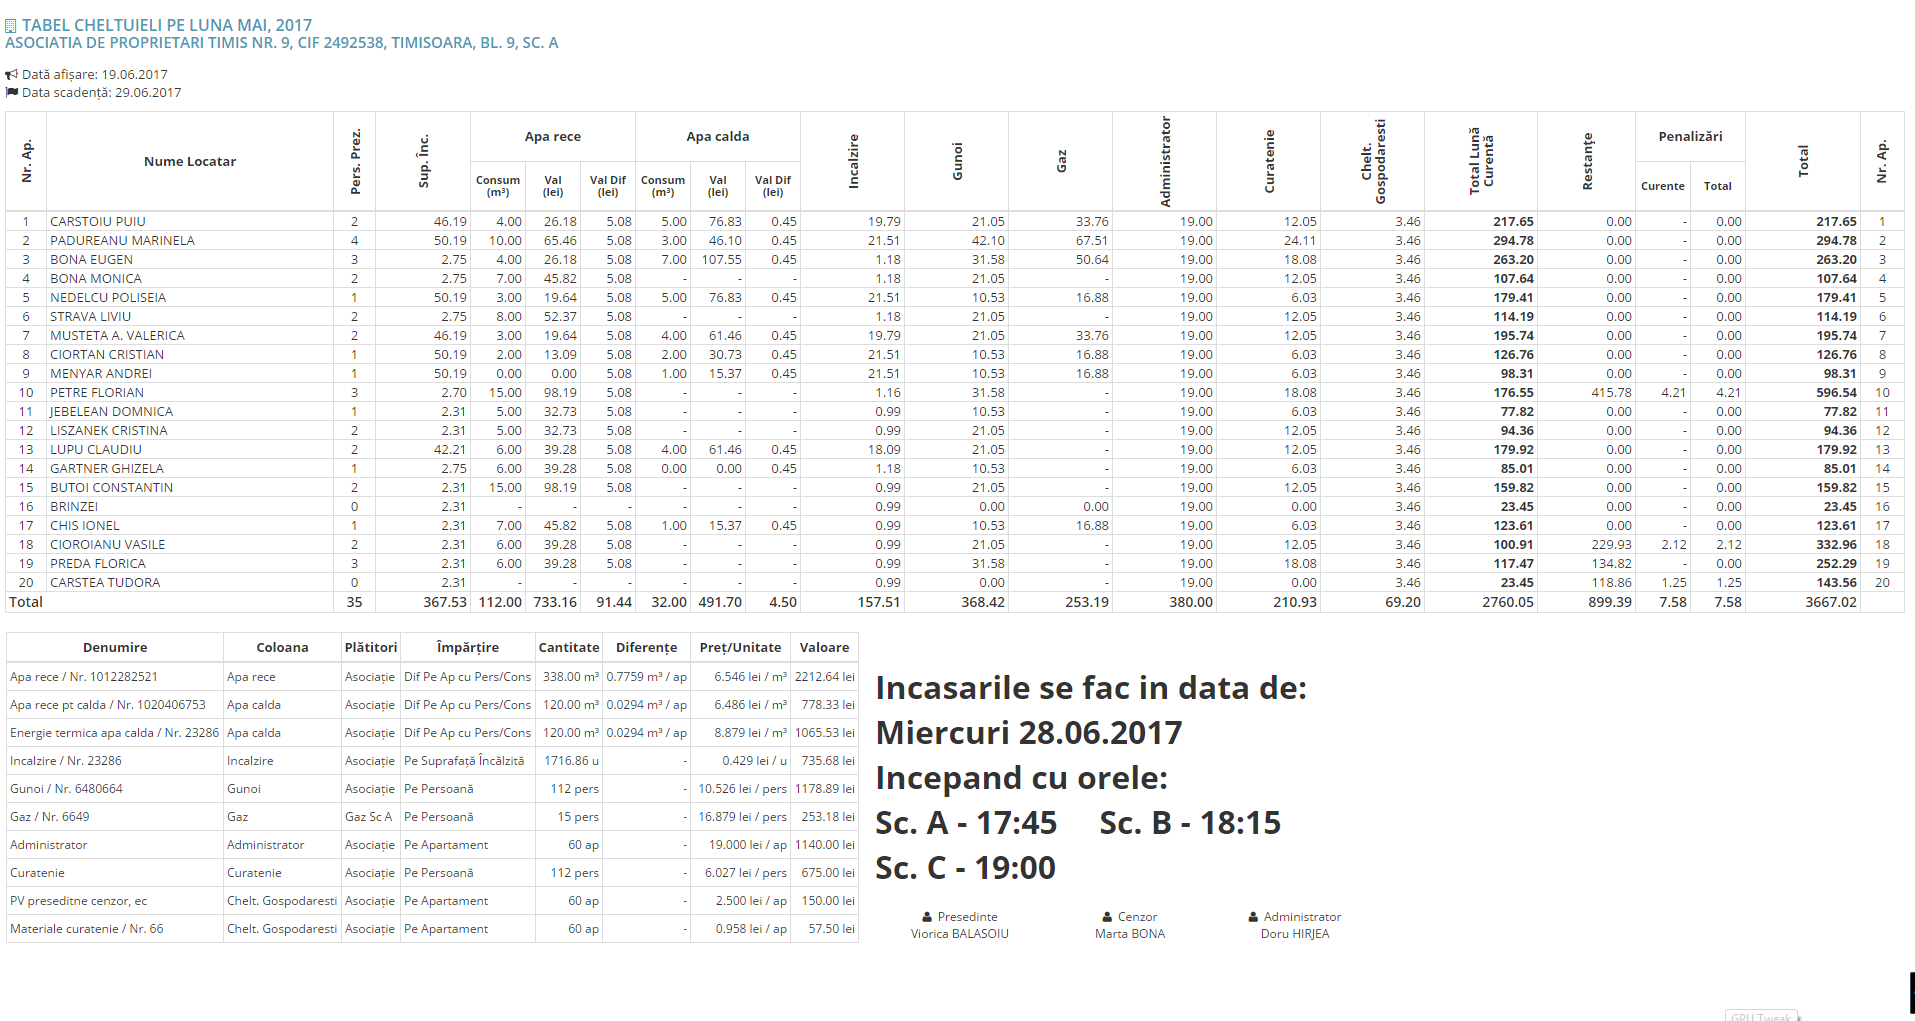 TABEL CHELTUIELI PE LUNA MAI, 2017
ASOCIATIA DE PROPRIETARI TIMIS NR. 9, CIF 2492538, TIMISOARA, BL. 9, SC. A
Dată afișare: 19.06.2017
Data scadență: 29.06.2017
Nr. Ap. Nume Locatar Pers. Prez. Sup. Înc. Apa rece Apa calda Incalzire Gunoi Gaz Administrator Curatenie Chelt. Gospodaresti Total Lună Curentă Restanțe Penalizări Total Nr. Ap.
Consum (m³) Val (lei) Val Dif (lei) Consum (m³) Val (lei) Val Dif (lei) Curente Total
1 CARSTOIU PUIU 2 46.19 4.00 26.18 5.08 5.00 76.83 0.45 19.79 21.05 33.76 19.00 12.05 3.46 217.65 0.00 - 0.00 217.65 1
2 PADUREANU MARINELA 4 50.19 10.00 65.46 5.08 3.00 46.10 0.45 21.51 42.10 67.51 19.00 24.11 3.46 294.78 0.00 - 0.00 294.78 2
3 BONA EUGEN 3 2.75 4.00 26.18 5.08 7.00 107.55 0.45 1.18 31.58 50.64 19.00 18.08 3.46 263.20 0.00 - 0.00 263.20 3
4 BONA MONICA 2 2.75 7.00 45.82 5.08 - - - 1.18 21.05 - 19.00 12.05 3.46 107.64 0.00 - 0.00 107.64 4
5 NEDELCU POLISEIA 1 50.19 3.00 19.64 5.08 5.00 76.83 0.45 21.51 10.53 16.88 19.00 6.03 3.46 179.41 0.00 - 0.00 179.41 5
6 STRAVA LIVIU 2 2.75 8.00 52.37 5.08 - - - 1.18 21.05 - 19.00 12.05 3.46 114.19 0.00 - 0.00 114.19 6
7 MUSTETA A. VALERICA 2 46.19 3.00 19.64 5.08 4.00 61.46 0.45 19.79 21.05 33.76 19.00 12.05 3.46 195.74 0.00 - 0.00 195.74 7
8 CIORTAN CRISTIAN 1 50.19 2.00 13.09 5.08 2.00 30.73 0.45 21.51 10.53 16.88 19.00 6.03 3.46 126.76 0.00 - 0.00 126.76 8
9 MENYAR ANDREI 1 50.19 0.00 0.00 5.08 1.00 15.37 0.45 21.51 10.53 16.88 19.00 6.03 3.46 98.31 0.00 - 0.00 98.31 9
10 PETRE FLORIAN 3 2.70 15.00 98.19 5.08 - - - 1.16 31.58 - 19.00 18.08 3.46 176.55 415.78 4.21 4.21 596.54 10
11 JEBELEAN DOMNICA 1 2.31 5.00 32.73 5.08 - - - 0.99 10.53 - 19.00 6.03 3.46 77.82 0.00 - 0.00 77.82 11
12 LISZANEK CRISTINA 2 2.31 5.00 32.73 5.08 - - - 0.99 21.05 - 19.00 12.05 3.46 94.36 0.00 - 0.00 94.36 12
13 LUPU CLAUDIU 2 42.21 6.00 39.28 5.08 4.00 61.46 0.45 18.09 21.05 - 19.00 12.05 3.46 179.92 0.00 - 0.00 179.92 13
14 GARTNER GHIZELA 1 2.75 6.00 39.28 5.08 0.00 0.00 0.45 1.18 10.53 - 19.00 6.03 3.46 85.01 0.00 - 0.00 85.01 14
15 BUTOI CONSTANTIN 2 2.31 15.00 98.19 5.08 - - - 0.99 21.05 - 19.00 12.05 3.46 159.82 0.00 - 0.00 159.82 15
16 BRINZEI 0 2.31 - - - - - - 0.99 0.00 0.00 19.00 0.00 3.46 23.45 0.00 - 0.00 23.45 16
17 CHIS IONEL 1 2.31 7.00 45.82 5.08 1.00 15.37 0.45 0.99 10.53 16.88 19.00 6.03 3.46 123.61 0.00 - 0.00 123.61 17
18 CIOROIANU VASILE 2 2.31 6.00 39.28 5.08 - - - 0.99 21.05 - 19.00 12.05 3.46 100.91 229.93 2.12 2.12 332.96 18
19 PREDA FLORICA 3 2.31 6.00 39.28 5.08 - - - 0.99 31.58 - 19.00 18.08 3.46 117.47 134.82 - 0.00 252.29 19
20 CARSTEA TUDORA 0 2.31 - - - - - - 0.99 0.00 - 19.00 0.00 3.46 23.45 118.86 1.25 1.25 143.56 20
Total 35 367.53 112.00 733.16 91.44 32.00 491.70 4.50 157.51 368.42 253.19 380.00 210.93 69.20 2760.05 899.39 7.58 7.58 3667.02
Denumire Coloana Plătitori Împărțire Cantitate Diferențe Preț/Unitate Valoare
Apa rece / Nr. 1012282521 Apa rece Asociație Dif Pe Ap cu Pers/Cons 338.00 m³ 0.7759 m³ / ap 6.546 lei / m³ 2212.64 lei
Apa rece pt calda / Nr. 1020406753 Apa calda Asociație Dif Pe Ap cu Pers/Cons 120.00 m³ 0.0294 m³ / ap 6.486 lei / m³ 778.33 lei
Energie termica apa calda / Nr. 23286 Apa calda Asociație Dif Pe Ap cu Pers/Cons 120.00 m³ 0.0294 m³ / ap 8.879 lei / m³ 1065.53 lei
Incalzire / Nr. 23286 Incalzire Asociație Pe Suprafață Încălzită 1716.86 u - 0.429 lei / u 735.68 lei
Gunoi / Nr. 6480664 Gunoi Asociație Pe Persoană 112 pers - 10.526 lei / pers 1178.89 lei
Gaz / Nr. 6649 Gaz Gaz Sc A Pe Persoană 15 pers - 16.879 lei / pers 253.18 lei
Administrator Administrator Asociație Pe Apartament 60 ap - 19.000 lei / ap 1140.00 lei
Curatenie Curatenie Asociație Pe Persoană 112 pers - 6.027 lei / pers 675.00 lei
PV preseditne cenzor, ec Chelt. Gospodaresti Asociație Pe Apartament 60 ap - 2.500 lei / ap 150.00 lei
Materiale curatenie / Nr. 66 Chelt. Gospodaresti Asociație Pe Apartament 60 ap - 0.958 lei / ap 57.50 lei
Incasarile se fac in data de:
Miercuri 28.06.2017
Incepand cu orele:
Sc. A - 17:45 Sc. B - 18:15
Sc. C - 19:00
Presedinte Cenzor Administrator
Viorica BALASOIU Marta BONA Doru HIRJEA
GPU Tweak